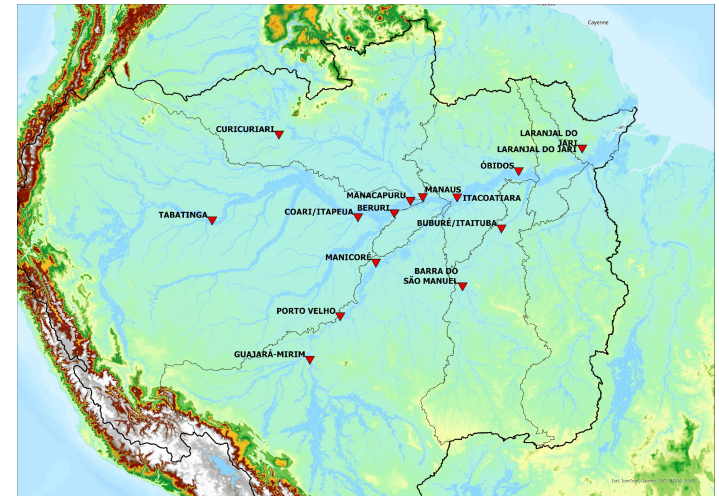 Cayenne
CURICURIARI
LARANJAL DO
JARI
LARANJAL DO JARI
ÓBIDOS
MANAUS
MANACAPURU
ITACOATIARA
BERURI
COARI/ITAPEUA
TABATINGA
BUBURÉ/ITAITUBA
MANICORÉ
BARRA DO
SÃO MANUEL
PORTO VELHO
GUAJARÁ-MIRIM